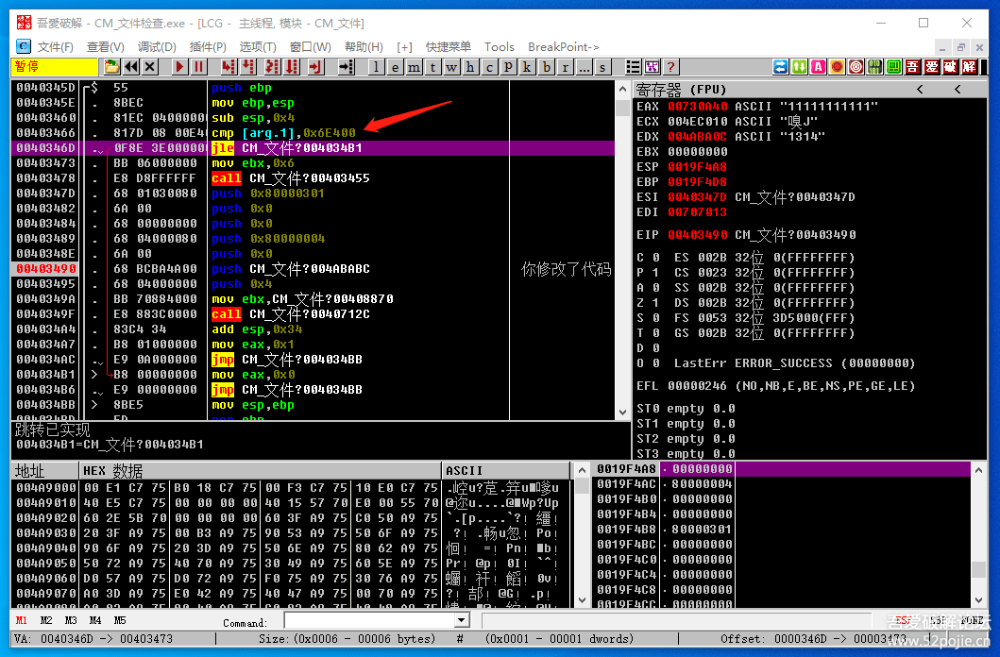 吾爱破解 - CM_文件检查.exe - [LCG - 主线程, 模块 - CM_文件]
文件(F) 查看(V) 调试(D) 插件(P) 选项(T) 窗口(W) 帮助(H) [+] 快捷菜单 Tools BreakPoint->
暂停 l e m t w h c p k b r ... s ? 吾 爱 破 解
0040345D $ 55 push ebp
0040345E . 8BEC mov ebp,esp
00403460 . 81EC 04000000 sub esp,0x4
00403466 . 817D 08 00E40 cmp [arg.1],0x6E400
0040346D . 0F8E 3E000000 jle CM_文件?004034B1
00403473 . BB 06000000 mov ebx,0x6
00403478 . E8 D8FFFFFF call CM_文件?00403455
0040347D . 68 01030080 push 0x80000301
00403482 . 6A 00 push 0x0
00403484 . 68 00000000 push 0x0
00403489 . 68 04000080 push 0x80000004
0040348E . 6A 00 push 0x0
00403490 . 68 BCBA4A00 push CM_文件?004ABABC 你修改了代码
00403495 . 68 04000000 push 0x4
0040349A . BB 70884000 mov ebx,CM_文件?00408870
0040349F . E8 883C0000 call CM_文件?0040712C
004034A4 . 83C4 34 add esp,0x34
004034A7 . B8 01000000 mov eax,0x1
004034AC . E9 0A000000 jmp CM_文件?004034BB
004034B1 > B8 00000000 mov eax,0x0
004034B6 . E9 00000000 jmp CM_文件?004034BB
004034BB > 8BE5 mov esp,ebp
跳转已实现
004034B1=CM_文件?004034B1
寄存器 (FPU) < <
EAX 00730A40 ASCII "11111111111"
ECX 004EC010 ASCII "嗅J"
EDX 004ABA0C ASCII "1314"
EBX 00000000
ESP 0019F4A8
EBP 0019F4D8
ESI 0040347D CM_文件?0040347D
EDI 00707013
EIP 00403490 CM_文件?00403490
C 0 ES 002B 32位 0(FFFFFFFF)
P 1 CS 0023 32位 0(FFFFFFFF)
A 0 SS 002B 32位 0(FFFFFFFF)
Z 1 DS 002B 32位 0(FFFFFFFF)
S 0 FS 0053 32位 3D5000(FFF)
T 0 GS 002B 32位 0(FFFFFFFF)
D 0
O 0 LastErr ERROR_SUCCESS (00000000)
EFL 00000246 (NO,NB,E,BE,NS,PE,GE,LE)
ST0 empty 0.0
ST1 empty 0.0
ST2 empty 0.0
ST3 empty 0.0
地址 HEX 数据 ASCII
004A9000 00 E1 C7 75 B0 18 C7 75 00 F3 C7 75 10 E0 C7 75
004A9010 40 E5 C7 75 00 00 00 00 40 15 57 70 E0 00 55 70
004A9020 60 2E 5B 70 00 00 00 00 60 3F A9 75 C0 50 A9 75
004A9030 20 3F A9 75 00 B3 A9 75 90 53 A9 75 50 6F A9 75
004A9040 90 6F A9 75 20 3D A9 75 50 6E A9 75 80 62 A9 75
004A9050 50 72 A9 75 40 70 A9 75 30 49 A9 75 60 5E A9 75
004A9060 D0 57 A9 75 D0 72 A9 75 F0 75 A9 75 30 76 A9 75
004A9070 A0 3D A9 75 E0 42 A9 75 40 47 A9 75 00 70 A9 75
0019F4A8 00000000
0019F4AC 80000004
0019F4B0 00000000
0019F4B4 00000000
0019F4B8 80000301
0019F4BC 00000000
0019F4C0 00000000
0019F4C4 00000000
0019F4C8 00000000
0019F4CC 00000000
M1 M2 M3 M4 M5 Command: ESP EBP NONE
VA: 0040346D -> 00403473 Size:(0x0006 - 00006 bytes) # (0x0001 - 00001 dwords) Offset: 0000346D -> 00003473
吾爱破解论坛
www.52pojie.cn